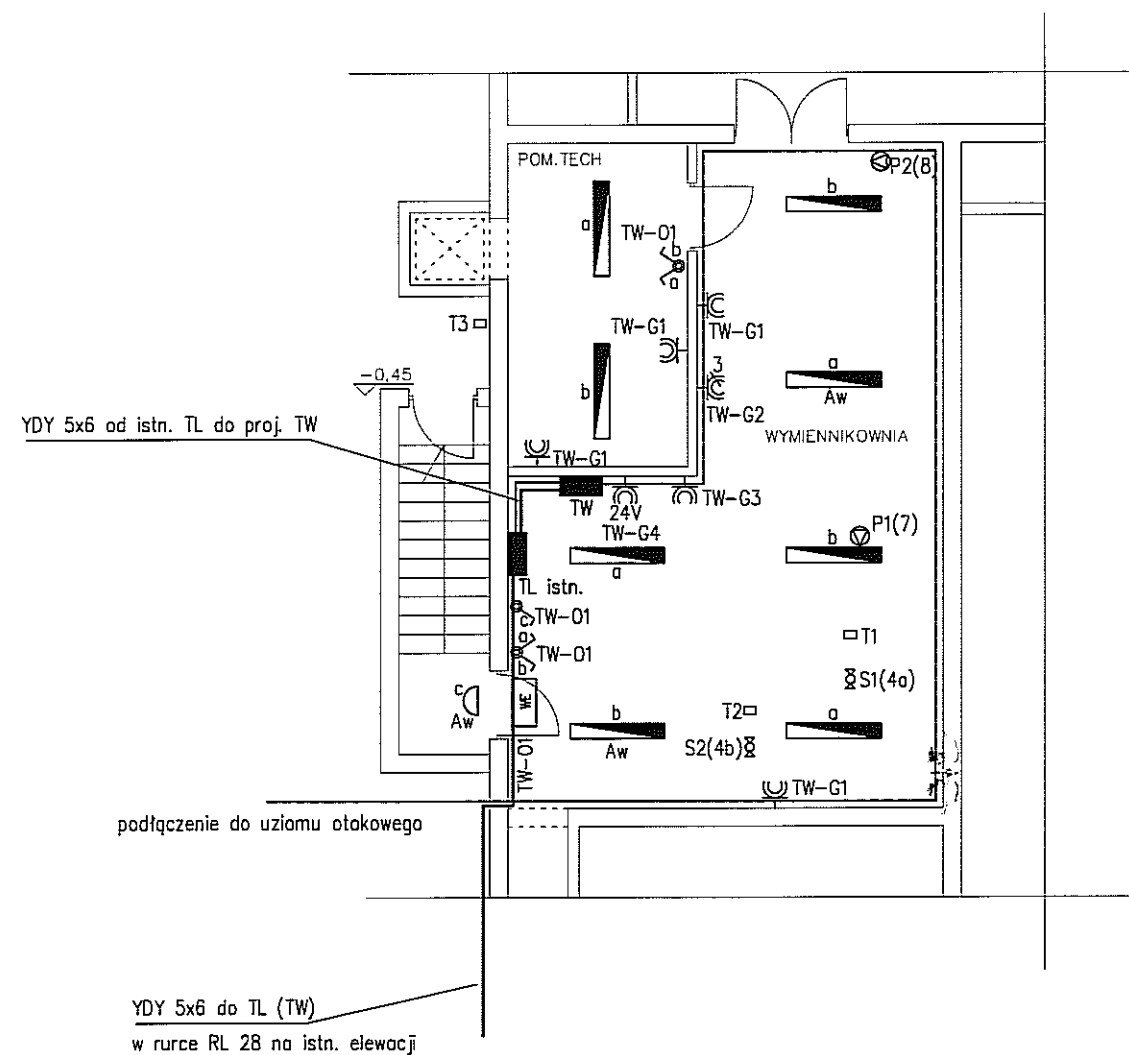 POM.TECH
P2(8)
b
a
TW-O1
b
a
T3
TW-G1
TW-G1
-0,45
3
a
Aw
b
TW-G2
YDY 5x6 od istn. TL do proj. TW
WYMIENNIKOWNIA
TW-G1
TW
24V
TW-G3
TW-G4
P1(7)
b
a
TL istn.
c
TW-O1
a
TW-O1
b
T1
S1(4a)
WE
c
Aw
b
Aw
T2
S2(4b)
a
TW-O1
TW-G1
podłączenie do uziomu otokowego
YDY 5x6 do TL (TW)
w rurce RL 28 na istn. elewacji